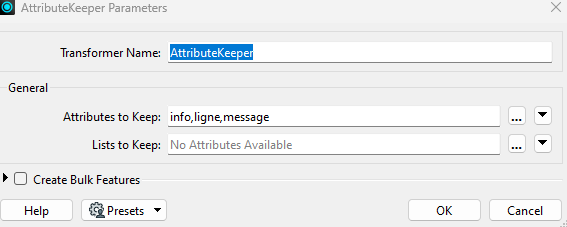 AttributeKeeper Parameters
Transformer Name: AttributeKeeper
General
Attributes to Keep: info,ligne,message ...
Lists to Keep: No Attributes Available ...
Create Bulk Features
Help Presets OK Cancel